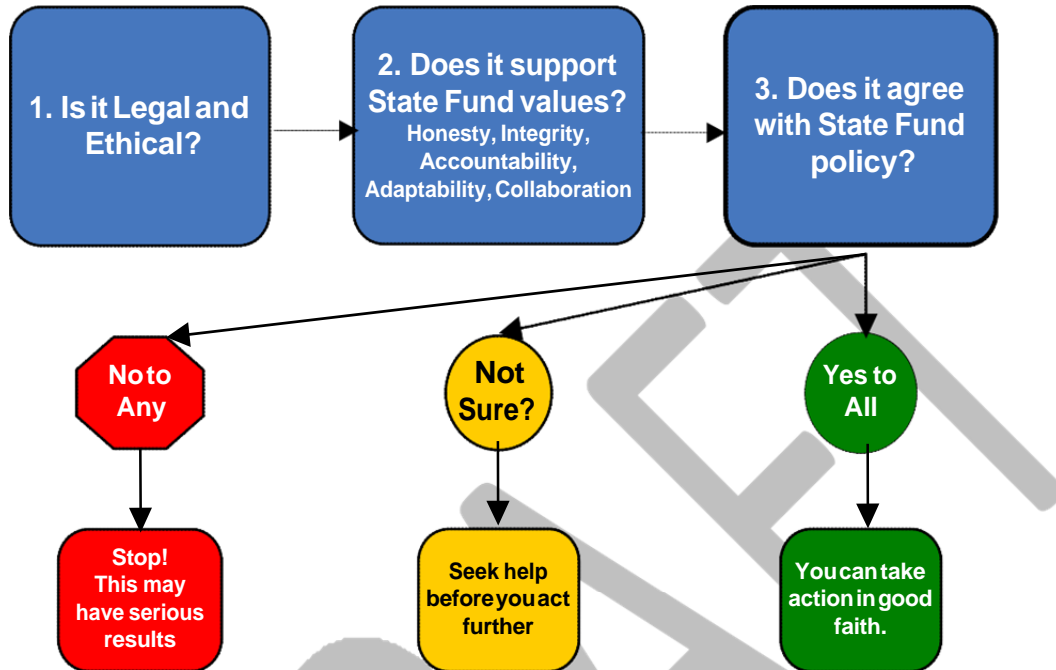 1. Is it Legal and
Ethical?
2. Does it support
State Fund values?
Honesty, Integrity,
Accountability,
Adaptability, Collaboration
3. Does it agree
with State Fund
policy?
No to
Any
Not
Sure?
Yes to
All
Stop!
This may
have serious
results
Seek help
before you act
further
You can take
action in good
faith.